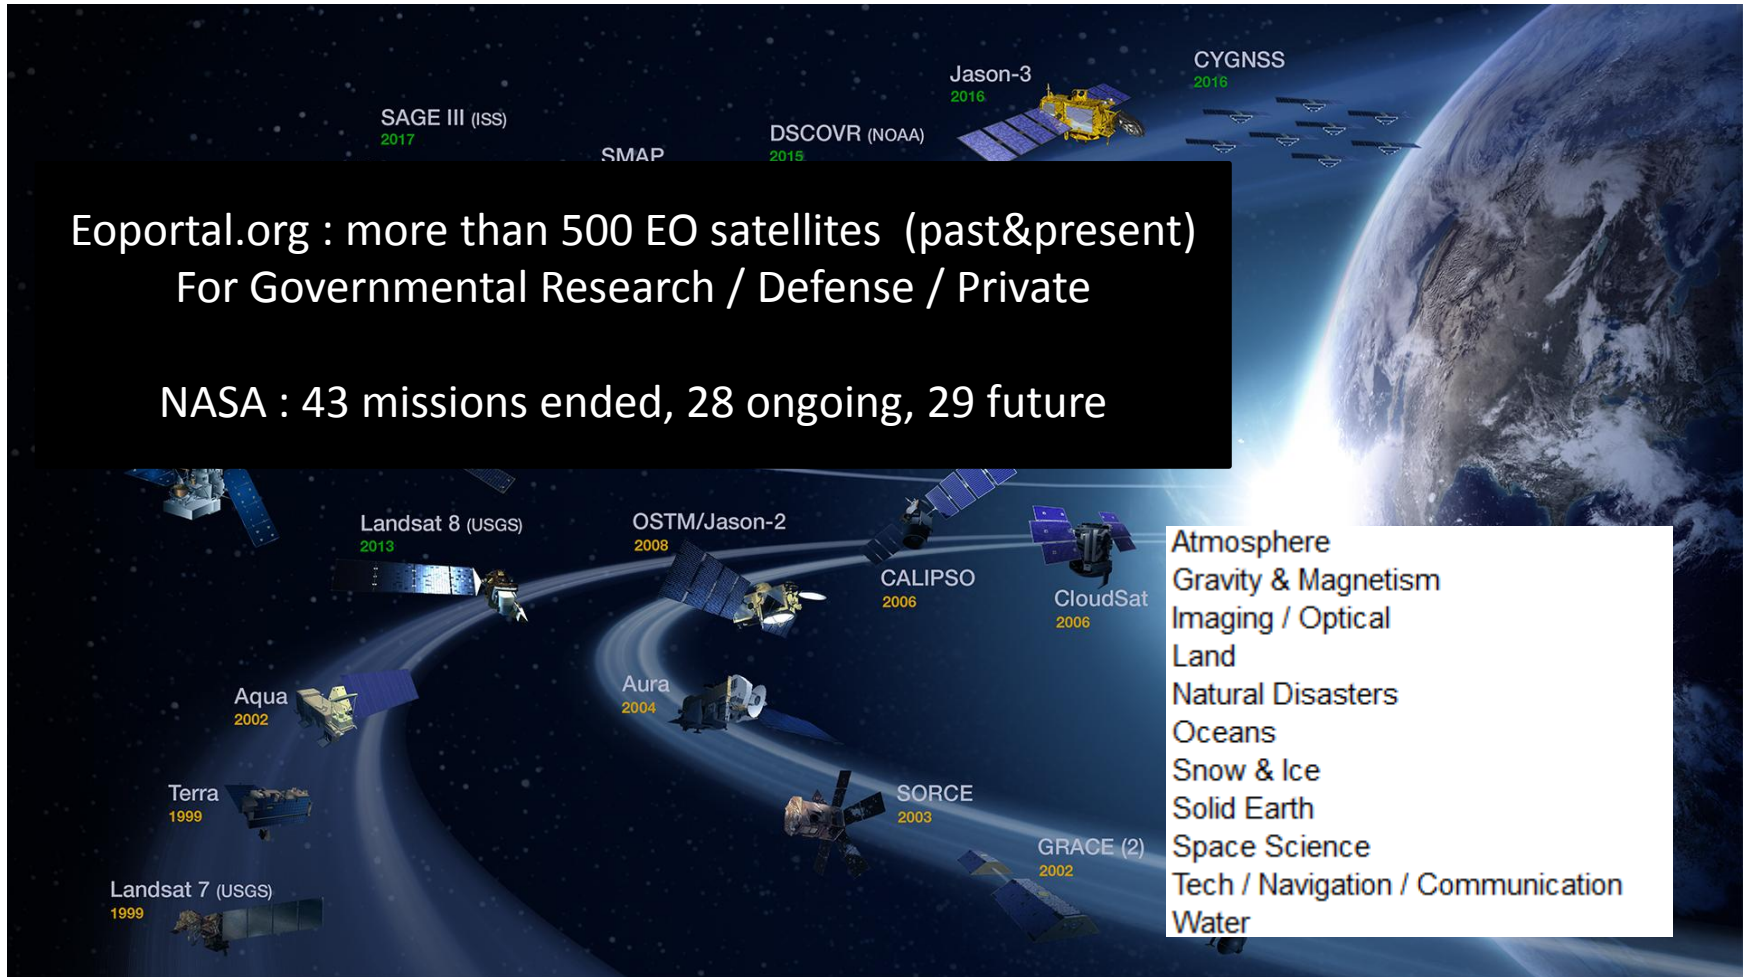 CYGNSS
2016
Jason-3
2016
SAGE III (ISS)
2017
DSCOVR (NOAA)
2015
SMAP
Eoportal.org : more than 500 EO satellites (past&present)
For Governmental Research / Defense / Private
NASA : 43 missions ended, 28 ongoing, 29 future
Landsat 8 (USGS)
2013
OSTM/Jason-2
2008
CALIPSO
2006
CloudSat
2006
Aqua
2002
Aura
2004
Terra
1999
SORCE
2003
GRACE (2)
2002
Landsat 7 (USGS)
1999
Atmosphere
Gravity & Magnetism
Imaging / Optical
Land
Natural Disasters
Oceans
Snow & Ice
Solid Earth
Space Science
Tech / Navigation / Communication
Water